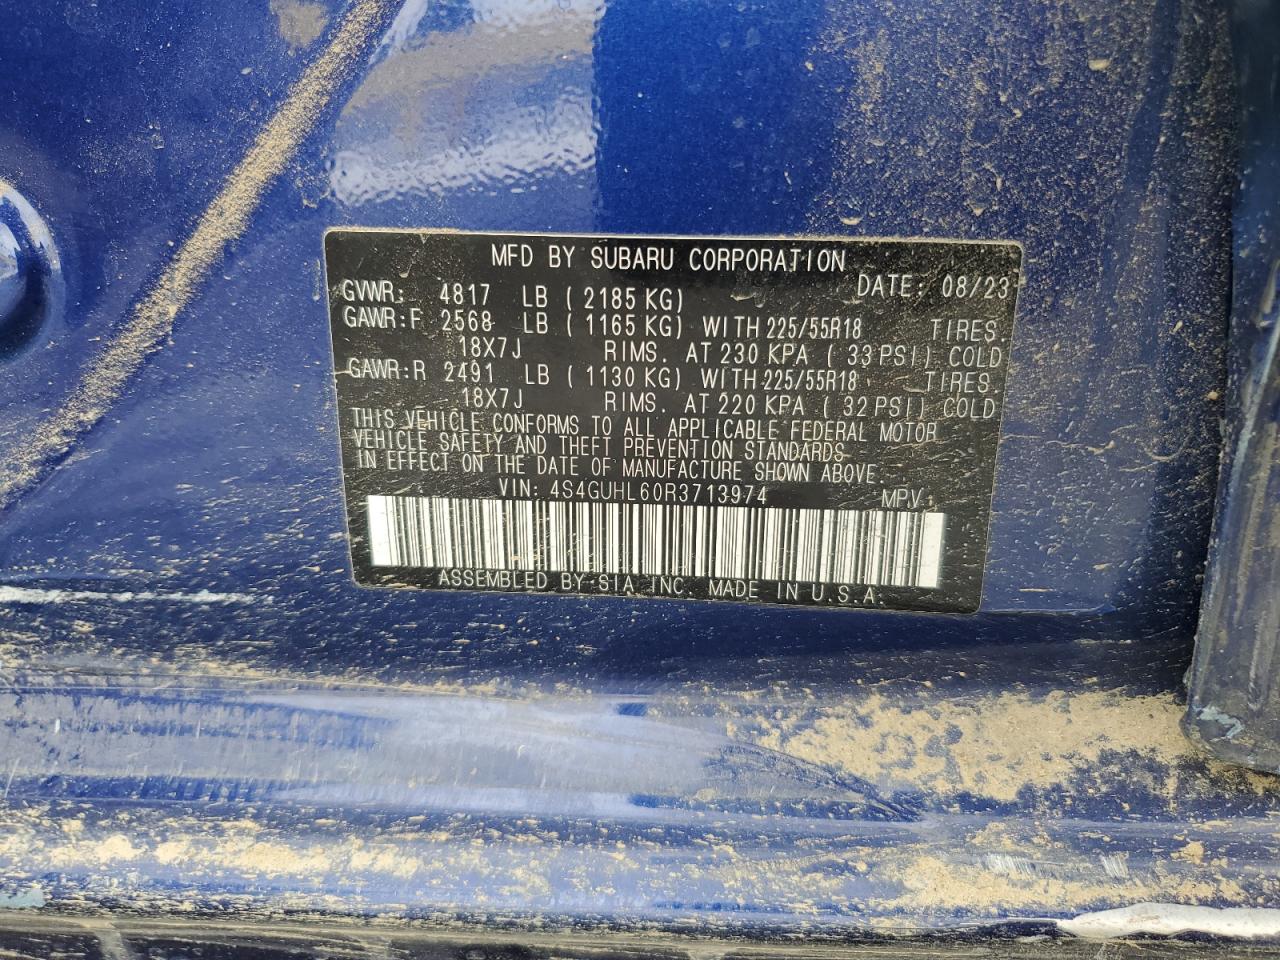 MFD BY SUBARU CORPORATION
DATE: 08/23
GVWR: 4817 LB ( 2185 KG)
GAWR:F 2568 LB ( 1165 KG) WITH 225/55R18 TIRES.
18X7J RIMS. AT 230 KPA ( 33 PSI) COLD
GAWR:R 2491 LB ( 1130 KG) WITH 225/55R18 TIRES
18X7J RIMS. AT 220 KPA ( 32 PSI) COLD
THIS VEHICLE CONFORMS TO ALL APPLICABLE FEDERAL MOTOR
VEHICLE SAFETY AND THEFT PREVENTION STANDARDS
IN EFFECT ON THE DATE OF MANUFACTURE SHOWN ABOVE.
VIN: 4S4GUHL60R3713974 MPV
ASSEMBLED BY SIA INC. MADE IN U.S.A.